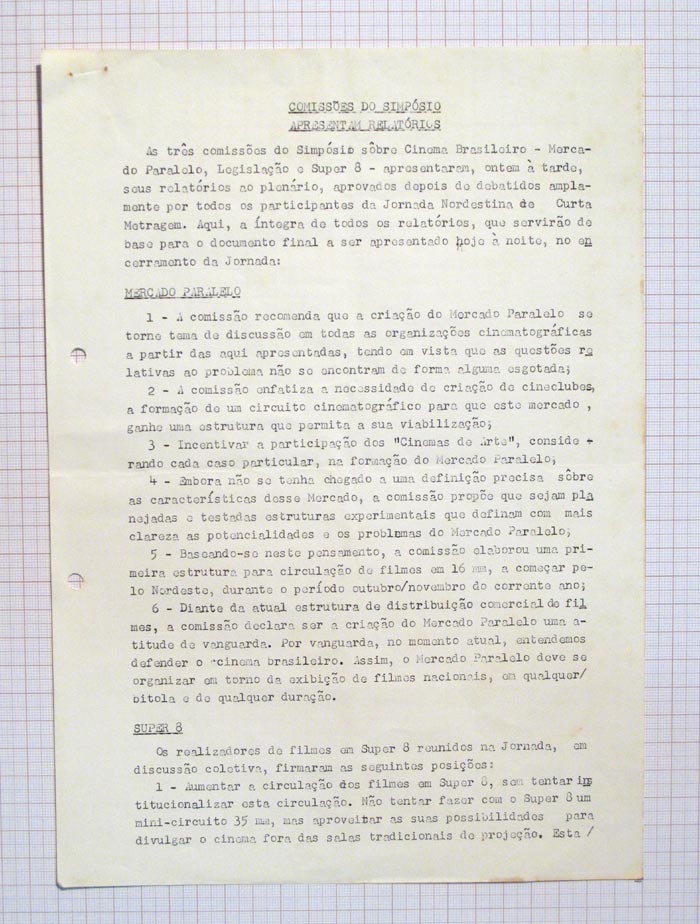 COMISSÕES DO SIMPÓSIO
APRESENTAM RELATÓRIOS
As três comissões do Simpósio sôbre Cinema Brasileiro - Merca-
do Paralelo, Legislação e Super 8 - apresentaram, ontem à tarde,
seus relatórios ao plenário, aprovados depois de debatidos ampla-
mente por todos os participantes da Jornada Nordestina de Curta
Metragem. Aqui, a íntegra de todos os relatórios, que servirão de
base para o documento final a ser apresentado hoje à noite, no en
cerramento da Jornada:
MERCADO PARALELO
1 - A comissão recomenda que a criação do Mercado Paralelo se
torne tema de discussão em todas as organizações cinematográficas
a partir das aqui apresentadas, tendo em vista que as questões re
lativas ao problema não se encontram de forma alguma esgotada;
2 - A comissão enfatiza a necessidade de criação de cineclubes,
a formação de um circuito cinematográfico para que este mercado ,
ganhe uma estrutura que permita a sua viabilização;
3 - Incentivar a participação dos "Cinemas de Arte", conside -
rando cada caso particular, na formação do Mercado Paralelo;
4 - Embora não se tenha chegado a uma definição precisa sôbre
as características desse Mercado, a comissão propõe que sejam pla
nejadas e testadas estruturas experimentais que definam com mais
clareza as potencialidades e os problemas do Mercado Paralelo;
5 - Baseando-se neste pensamento, a comissão elaborou uma pri-
meira estrutura para circulação de filmes em 16 mm, a começar pe-
lo Nordeste, durante o período outubro/novembro do corrente ano;
6 - Diante da atual estrutura de distribuição comercial de fil
mes, a comissão declara ser a criação do Mercado Paralelo uma a-
titude de vanguarda. Por vanguarda, no momento atual, entendemos
defender o cinema brasileiro. Assim, o Mercado Paralelo deve se
organizar em torno da exibição de filmes nacionais, em qualquer/
bitola e de qualquer duração.
SUPER 8
Os realizadores de filmes em Super 8 reunidos na Jornada, em
discussão coletiva, firmaram as seguintes posições:
1 - Aumentar a circulação dos filmes em Super 8, sem tentar ins
titucionalizar esta circulação. Não tentar fazer com o Super 8 um
mini-circuito 35 mm, mas aproveitar as suas possibilidades para
divulgar o cinema fora das salas tradicionais de projeção. Esta /